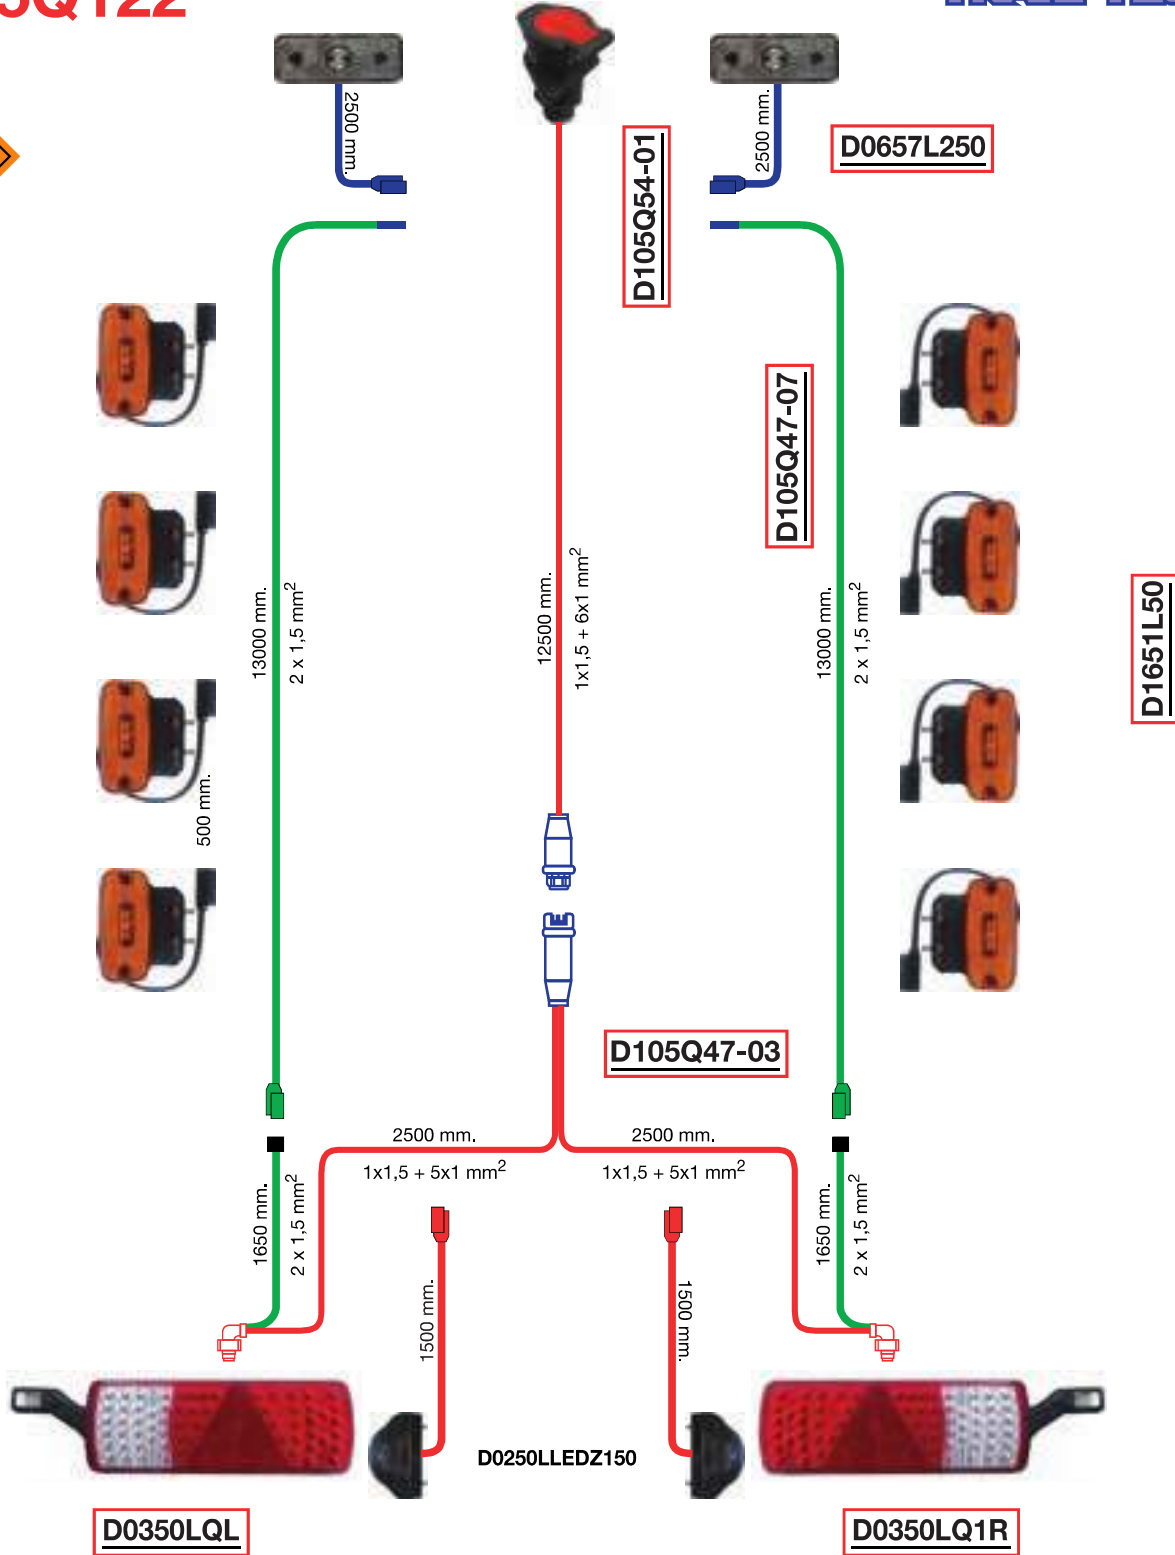 2500 mm.
2500 mm.
D0657L250
D105Q54-01
D105Q47-07
13000 mm.
2 x 1,5 mm²
12500 mm.
1x1,5 + 6x1 mm²
13000 mm.
2 x 1,5 mm²
D1651L50
500 mm.
D105Q47-03
2500 mm.
1x1,5 + 5x1 mm²
2500 mm.
1x1,5 + 5x1 mm²
1650 mm.
2 x 1,5 mm²
1500 mm.
1500 mm.
1650 mm.
2 x 1,5 mm²
D0250LLEDZ150
D0350LQL
D0350LQ1R